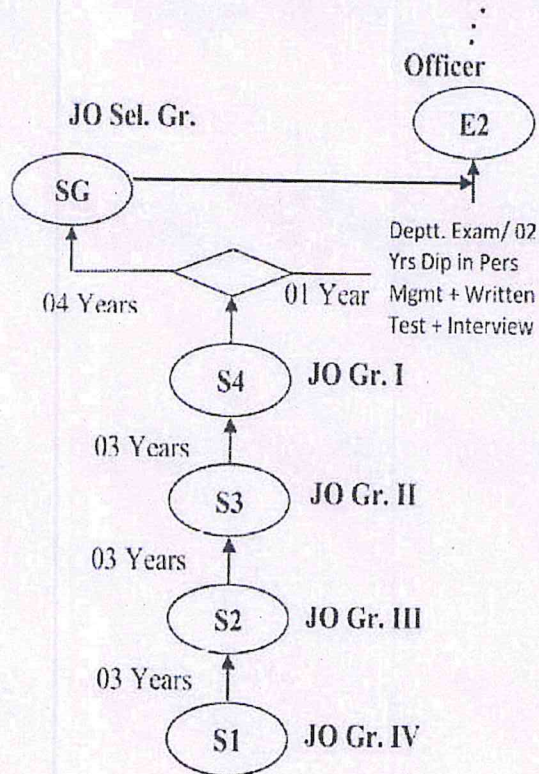 Officer
JO Sel. Gr.
E2
SG
Deptt. Exam/ 02
Yrs Dip in Pers
Mgmt + Written
Test + Interview
04 Years
01 Year
S4
JO Gr. I
03 Years
S3
JO Gr. II
03 Years
S2
JO Gr. III
03 Years
S1
JO Gr. IV